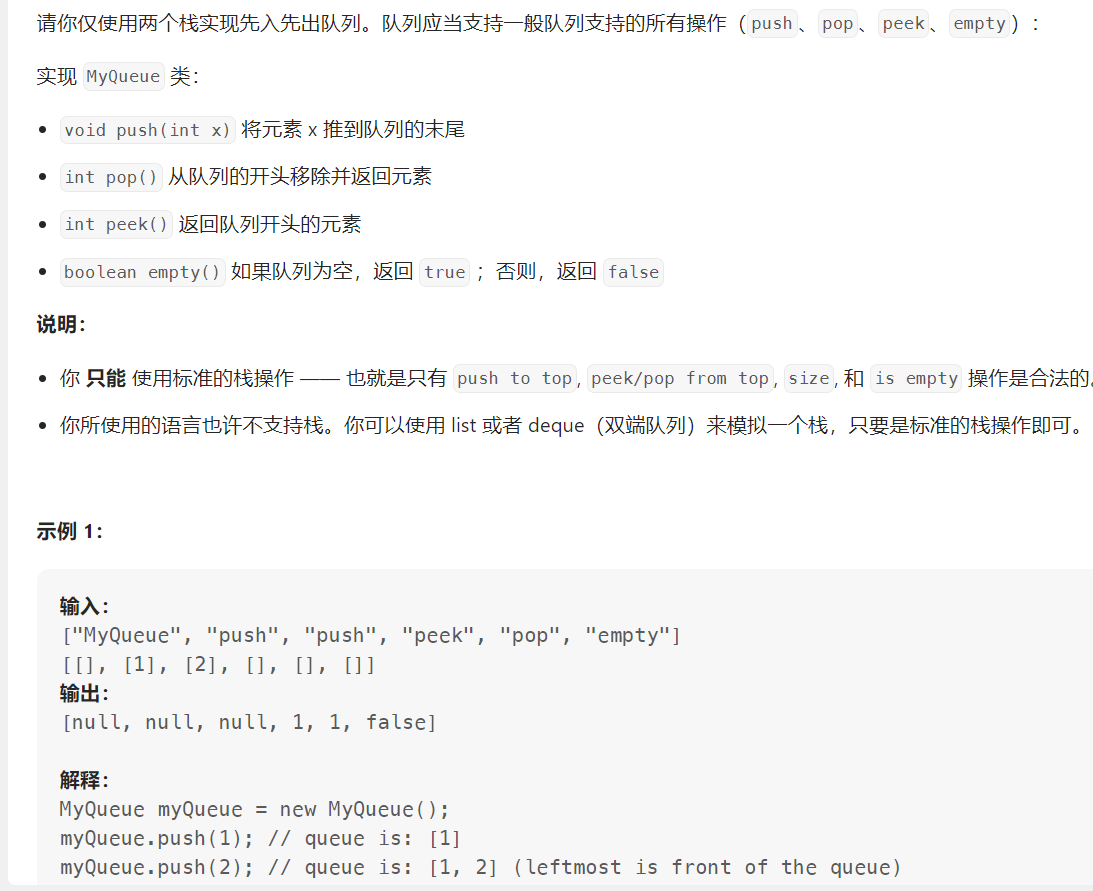 请你仅使用两个栈实现先入先出队列。队列应当支持一般队列支持的所有操作（push、pop、peek、empty）：
实现 MyQueue 类：
• void push(int x) 将元素 x 推到队列的末尾
• int pop() 从队列的开头移除并返回元素
• int peek() 返回队列开头的元素
• boolean empty() 如果队列为空，返回 true ；否则，返回 false
说明：
• 你 只能 使用标准的栈操作 —— 也就是只有 push to top, peek/pop from top, size, 和 is empty 操作是合法的。
• 你所使用的语言也许不支持栈。你可以使用 list 或者 deque（双端队列）来模拟一个栈，只要是标准的栈操作即可。
示例 1：
输入：
["MyQueue", "push", "push", "peek", "pop", "empty"]
[[], [1], [2], [], [], []]
输出：
[null, null, null, 1, 1, false]
解释：
MyQueue myQueue = new MyQueue();
myQueue.push(1); // queue is: [1]
myQueue.push(2); // queue is: [1, 2] (leftmost is front of the queue)